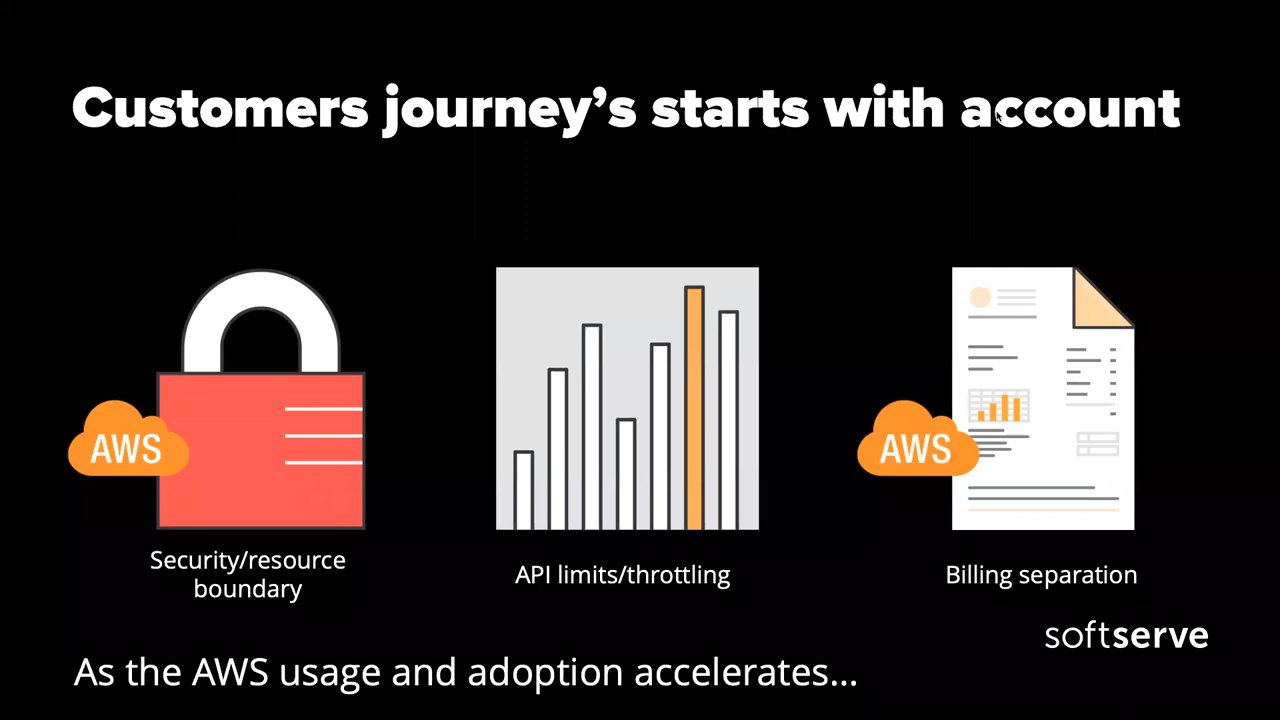 Customers journey’s starts with account
AWS
AWS
Security/resource
boundary
API limits/throttling
Billing separation
softserve
As the AWS usage and adoption accelerates...